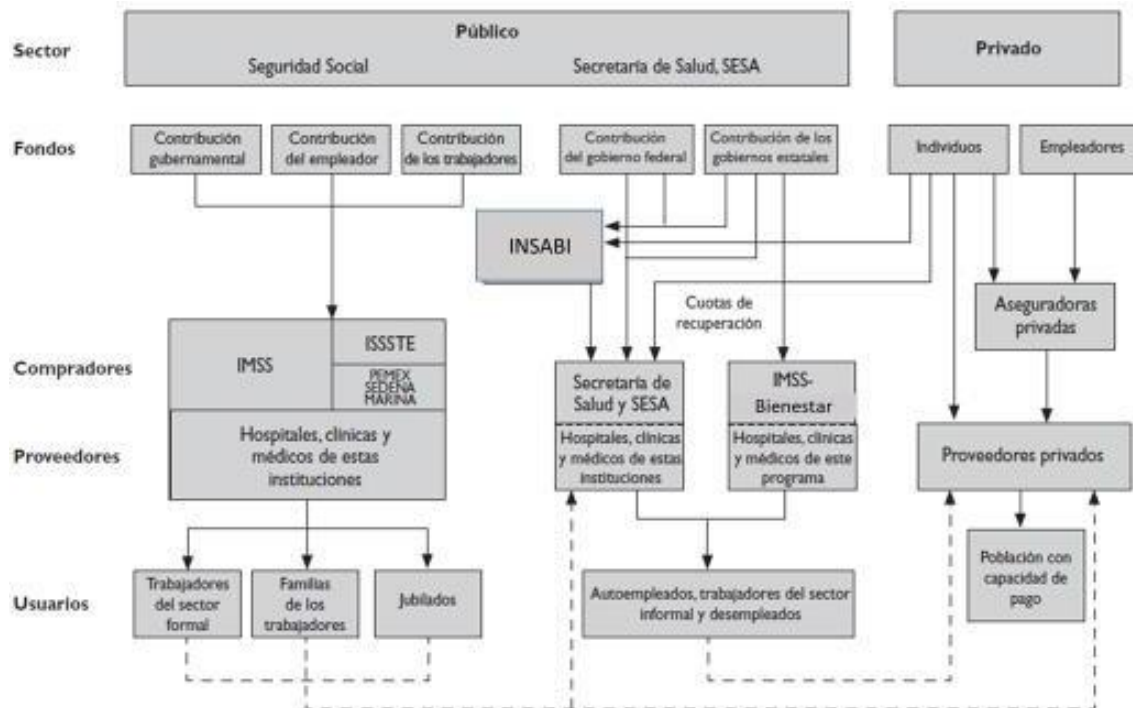 Sector
Público
Seguridad Social
Secretaría de Salud, SESA
Privado
Fondos
Contribución
gubernamental
Contribución
del empleador
Contribución
de los trabajadores
Contribución
del gobierno federal
Contribución de los
gobiernos estatales
Individuos
Empleadores
INSABI
Cuotas de
recuperación
Aseguradoras
privadas
Compradores
IMSS
ISSSTE
PEMEX
SEDENA
MARINA
Secretaría de
Salud y SESA
IMSS-
Bienestar
Proveedores
Hospitales, clínicas y
médicos de estas
instituciones
Hospitales, clínicas
y médicos de estas
instituciones
Hospitales, clínicas
y médicos de este
programa
Proveedores privados
Usuarios
Trabajadores
del sector
formal
Familias
de los
trabajadores
Jubilados
Autoempleados, trabajadores del sector
informal y desempleados
Población con
capacidad de
pago